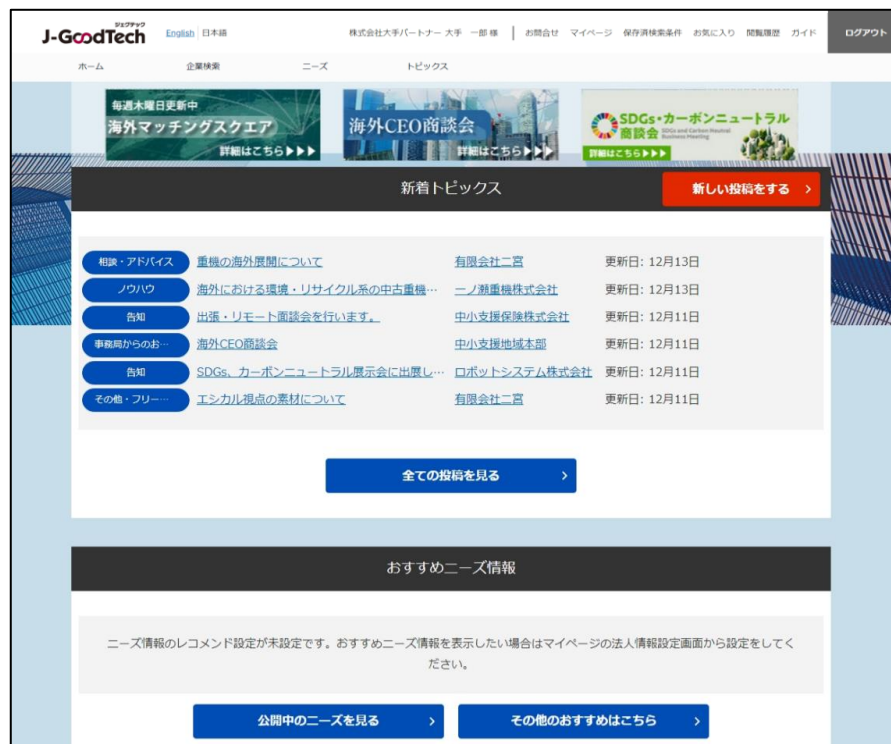 ジェグテック
J-GoodTech English 日本語 株式会社大手パートナー 大手 一郎 様 お問合せ マイページ 保存済検索条件 お気に入り 閲覧履歴 ガイド ログアウト
ホーム 企業検索 ニーズ トピックス
毎週木曜日更新中
海外マッチングスクエア
詳細はこちら▶▶▶
海外CEO商談会
詳細はこちら▶▶▶
SDGs・カーボンニュートラル
商談会 SDGs and Carbon Neutral Business Meeting
詳細はこちら▶▶▶
新着トピックス 新しい投稿をする >
相談・アドバイス 重機の海外展開について 有限会社二宮 更新日: 12月13日
ノウハウ 海外における環境・リサイクル系の中古重機… 一ノ瀬重機株式会社 更新日: 12月13日
告知 出張・リモート面談会を行います。 中小支援保険株式会社 更新日: 12月11日
事務局からのお… 海外CEO商談会 中小支援地域本部 更新日: 12月11日
告知 SDGs、カーボンニュートラル展示会に出展し… ロボットシステム株式会社 更新日: 12月11日
その他・フリー… エシカル視点の素材について 有限会社二宮 更新日: 12月11日
全ての投稿を見る >
おすすめニーズ情報
ニーズ情報のレコメンド設定が未設定です。おすすめニーズ情報を表示したい場合はマイページの法人情報設定画面から設定をしてく
ださい。
公開中のニーズを見る > その他のおすすめはこちら >